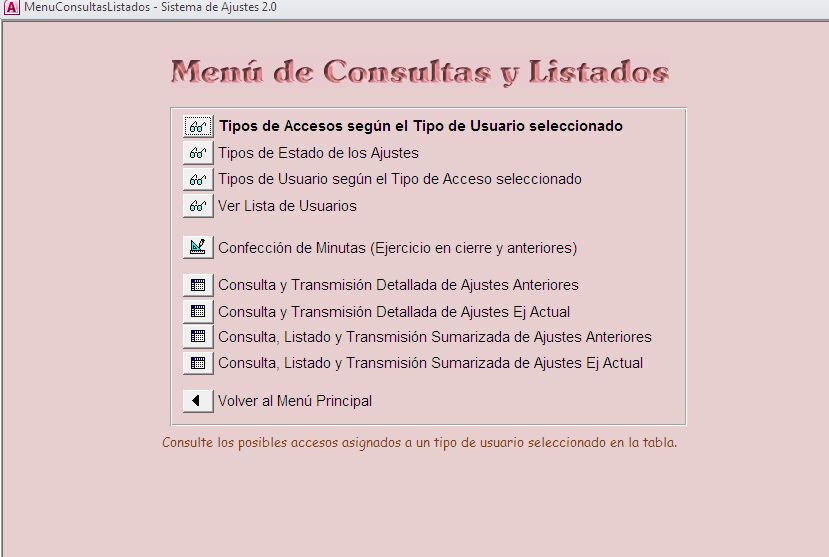 MenuConsultasListados - Sistema de Ajustes 2.0
Menú de Consultas y Listados
Tipos de Accesos según el Tipo de Usuario seleccionado
Tipos de Estado de los Ajustes
Tipos de Usuario según el Tipo de Acceso seleccionado
Ver Lista de Usuarios
Confección de Minutas (Ejercicio en cierre y anteriores)
Consulta y Transmisión Detallada de Ajustes Anteriores
Consulta y Transmisión Detallada de Ajustes Ej Actual
Consulta, Listado y Transmisión Sumarizada de Ajustes Anteriores
Consulta, Listado y Transmisión Sumarizada de Ajustes Ej Actual
Volver al Menú Principal
Consulte los posibles accesos asignados a un tipo de usuario seleccionado en la tabla.